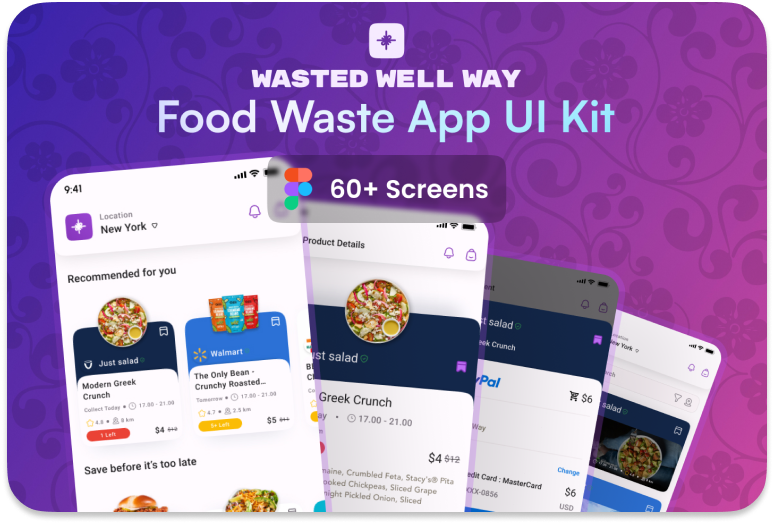 WASTED WELL WAY
Food Waste App UI Kit
60+ Screens
9:41
Location
New York
Recommended for you
Just salad
Modern Greek
Crunch
Collect Today • 17.00 - 21.00
4.8 • 8 km
1 Left
$4 $12
Walmart
The Only Bean -
Crunchy Roasted...
Tomorrow • 17.00 - 21.00
4.7 • 2.5 km
5+ Left
$5
Save before it's too late
Product Details
ust salad
Greek Crunch
ay • 17.00 - 21.00
$4 $12
maine, Crumbled Feta, Stacy's® Pita
ooked Chickpeas, Sliced Grape
night Pickled Onion, Sliced
ent
ust salad
eek Crunch
yPal
$6
Way
Change
edit Card : MasterCard
XXX-0856
$6
USD
ew York
salad